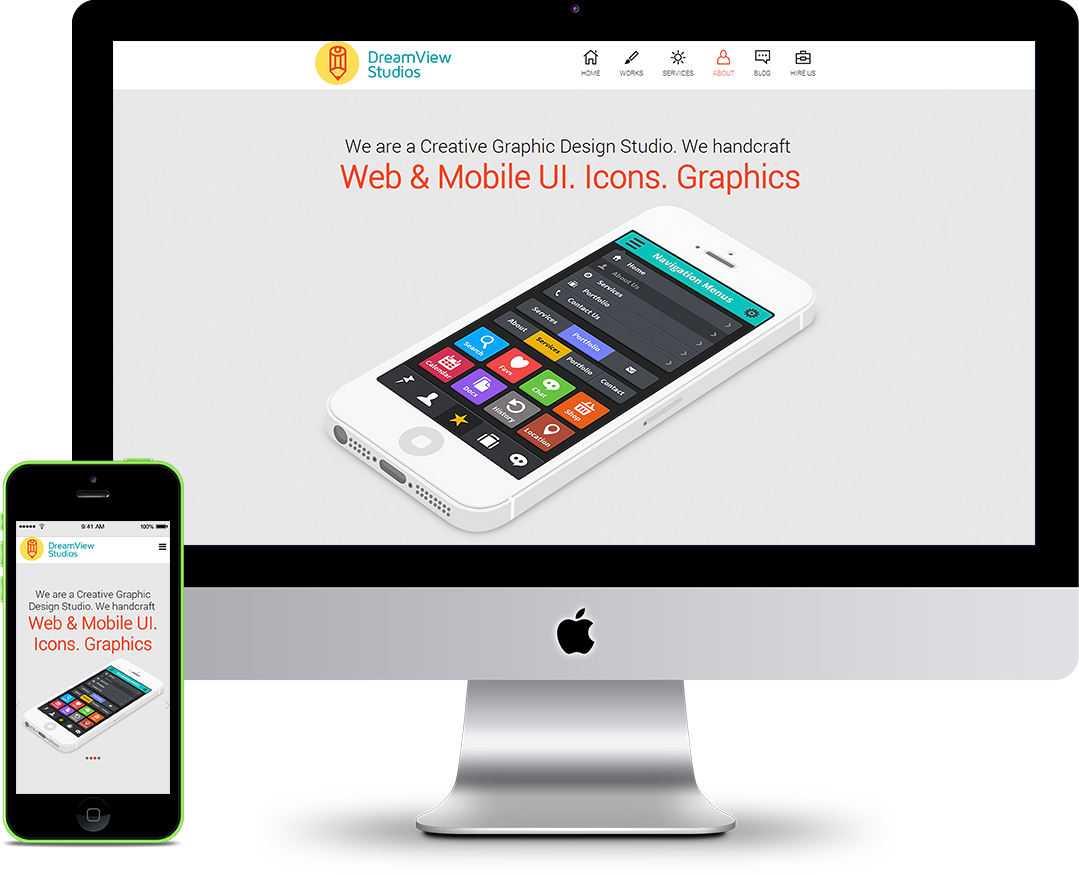 DreamView
Studios
HOME WORKS SERVICES ABOUT BLOG HIRE US
We are a Creative Graphic Design Studio. We handcraft
Web & Mobile UI. Icons. Graphics
Navigation Menus
Home
About Us
Services
Portfolio
Contact Us
Services Portfolio
About Services Portfolio Contact
Search Favs Chat Shop
Calendar Docs History Location
9:41 AM 100%
DreamView
Studios
We are a Creative Graphic
Design Studio. We handcraft
Web & Mobile UI.
Icons. Graphics